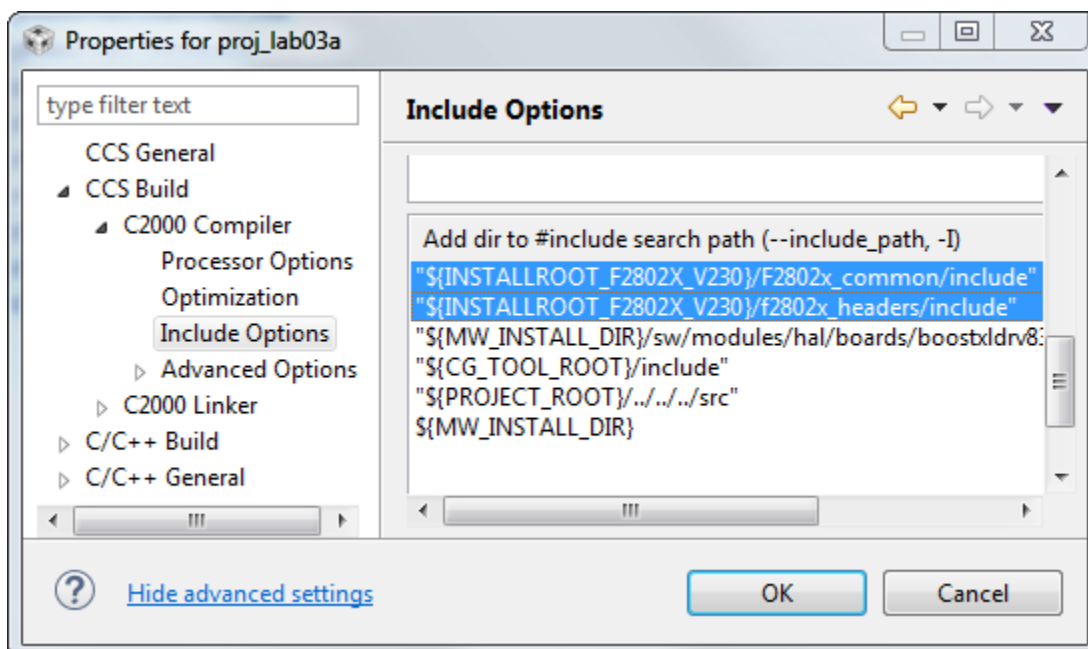 Properties for proj_lab03a
type filter text
CCS General
CCS Build
C2000 Compiler
Processor Options
Optimization
Include Options
Advanced Options
C2000 Linker
C/C++ Build
C/C++ General
Include Options
Add dir to #include search path (--include_path, -I)
"${INSTALLROOT_F2802X_V230}/F2802x_common/include"
"${INSTALLROOT_F2802X_V230}/f2802x_headers/include"
"${MW_INSTALL_DIR}/sw/modules/hal/boards/boostxldrv83
"${CG_TOOL_ROOT}/include"
"${PROJECT_ROOT}/../../../src"
${MW_INSTALL_DIR}
Hide advanced settings
OK
Cancel